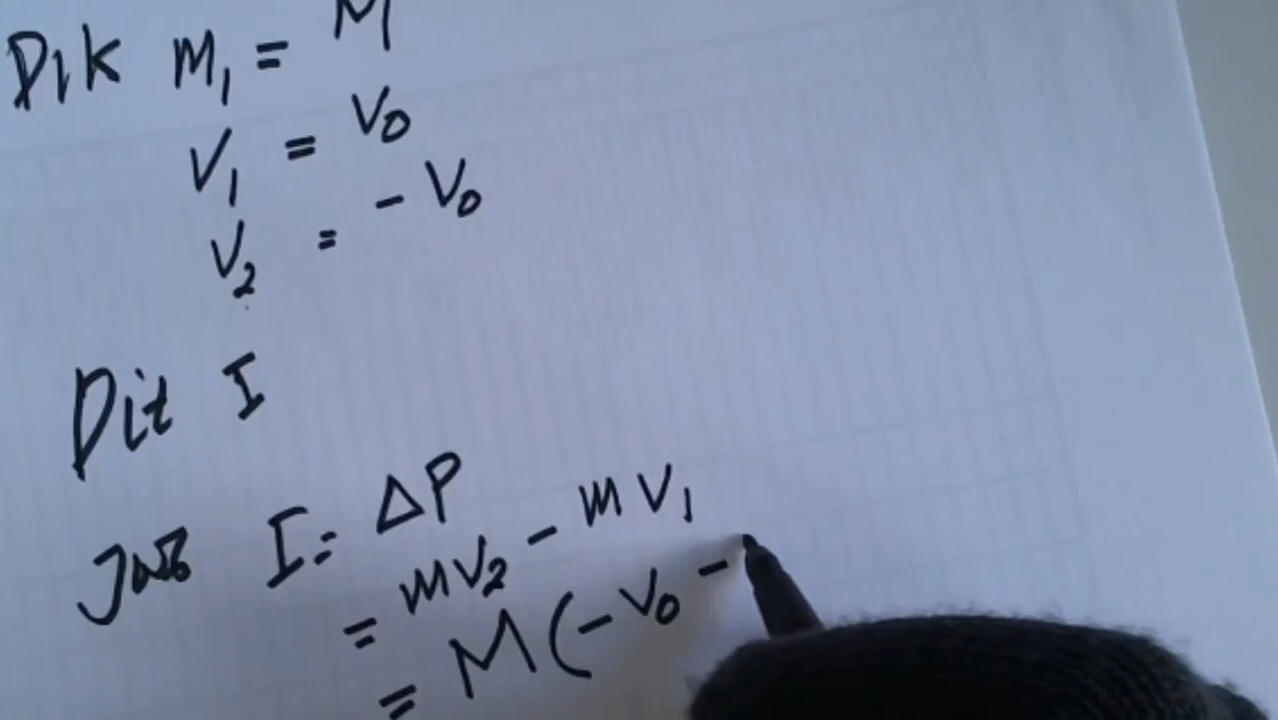 Dik m₁ = M
V₁ = V₀
V₂ = - V₀
Dit I
Jwb I = ΔP
= mV₂ - mV₁
= M(-V₀ -